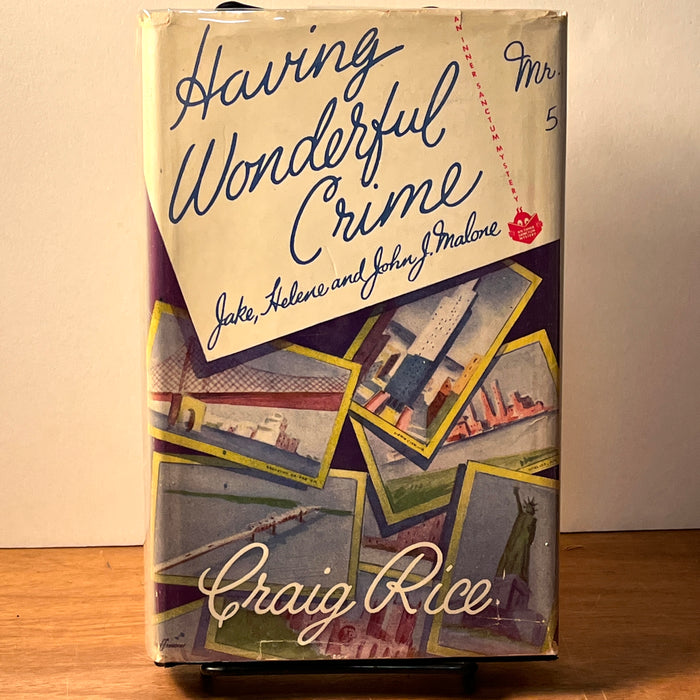 Having
Wonderful
Crime
Jake, Helene and John J. Malone
AN INNER SANCTUM MYSTERY
Mr.
5
Craig Rice